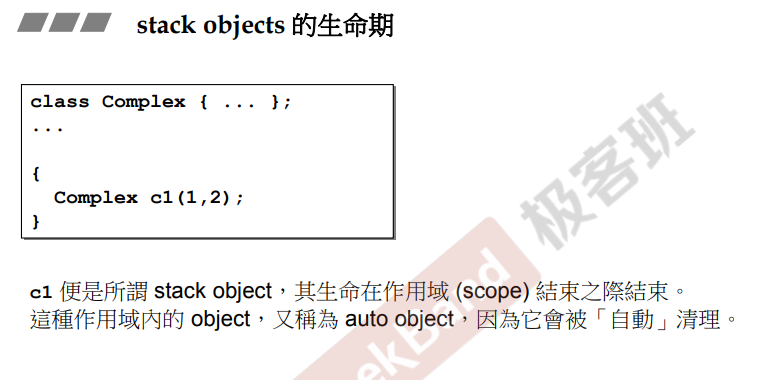 stack objects 的生命期
class Complex { ... };
...
{
Complex c1(1,2);
}
c1 便是所謂 stack object，其生命在作用域 (scope) 結束之際結束。
這種作用域內的 object，又稱為 auto object，因為它會被「自動」清理。
eekBand 极客班